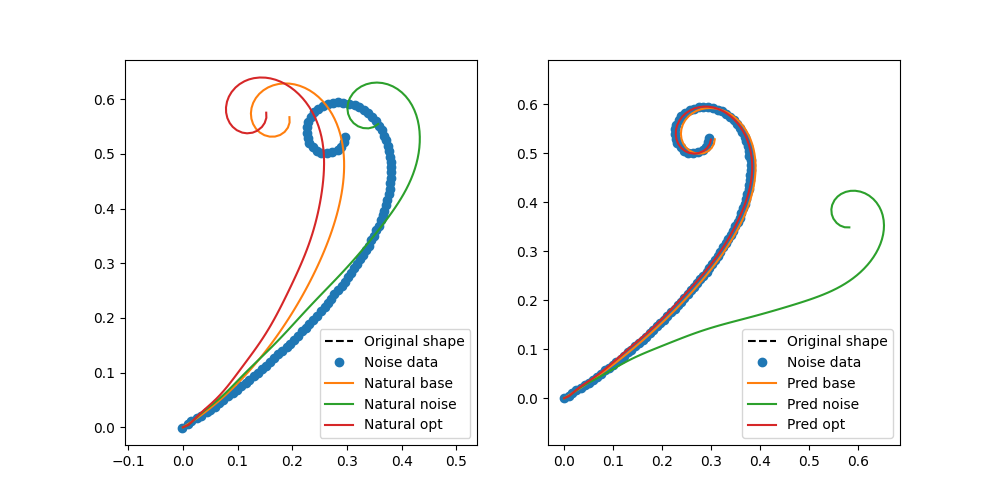 0.6
0.5
0.4
0.3
0.2
0.1
0.0
−0.1 0.0 0.1 0.2 0.3 0.4 0.5
Original shape
Noise data
Natural base
Natural noise
Natural opt
0.6
0.5
0.4
0.3
0.2
0.1
0.0
0.0 0.1 0.2 0.3 0.4 0.5 0.6
Original shape
Noise data
Pred base
Pred noise
Pred opt